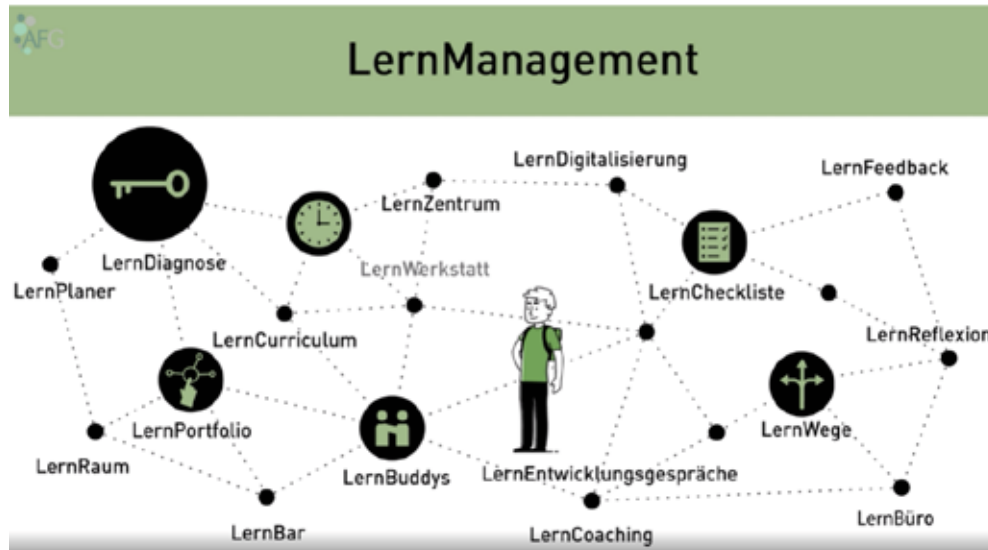 AFG
LernManagement
LernDigitalisierung
LernFeedback
LernZentrum
LernDiagnose
LernWerkstatt
LernPlaner
LernCheckliste
LernCurriculum
LernReflexion
LernPortfolio
LernWege
LernRaum
LernBuddys
LernEntwicklungsgespräche
LernBar
LernCoaching
LernBüro